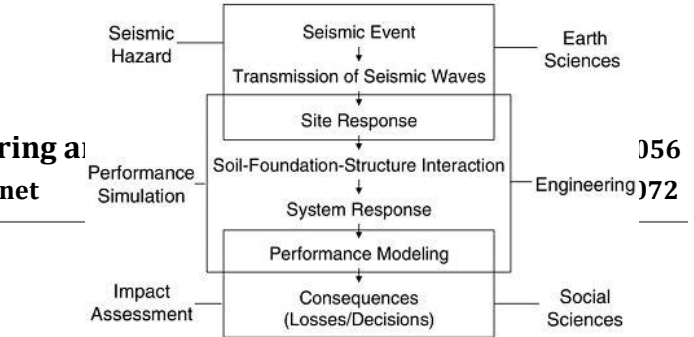 Seismic Hazard
Seismic Event
Earth Sciences
Transmission of Seismic Waves
Site Response
056
Performance Simulation
Soil-Foundation-Structure Interaction
Engineering
net
072
System Response
Performance Modeling
Impact Assessment
Consequences
(Losses/Decisions)
Social Sciences